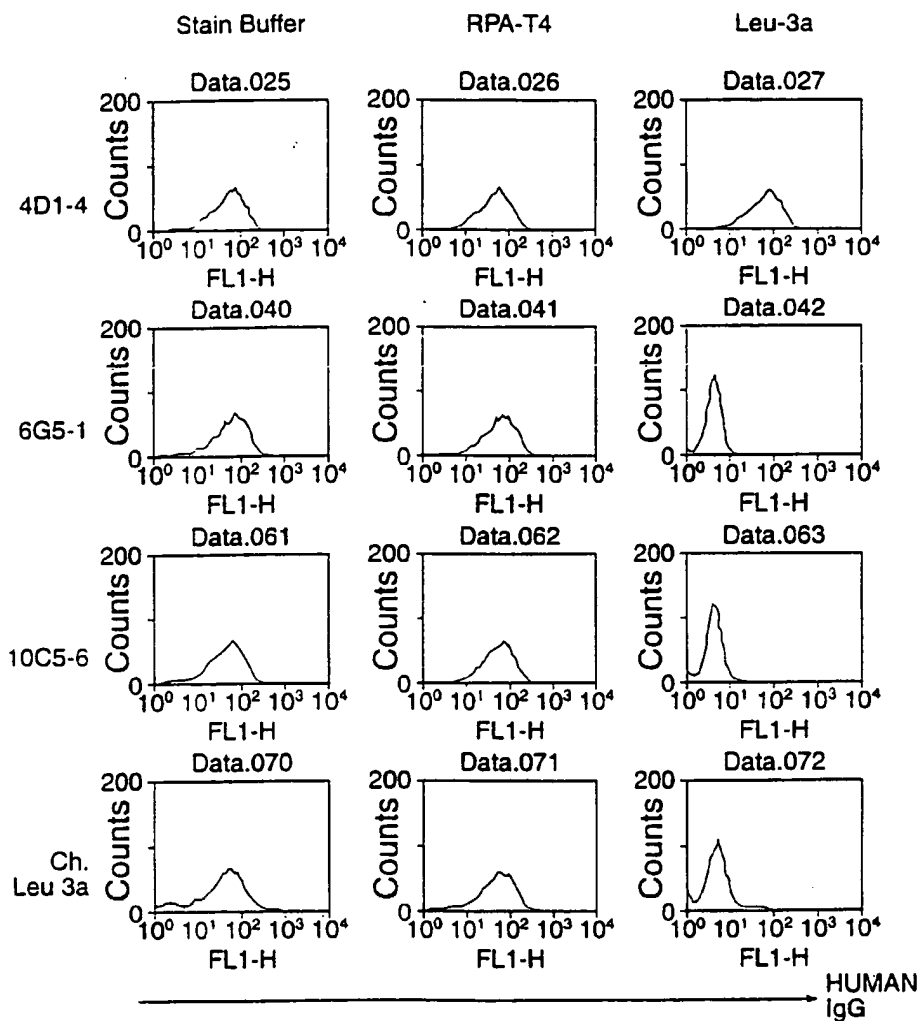 Stain Buffer RPA-T4 Leu-3a
Data.025 Data.026 Data.027
200 200 200
Counts Counts Counts
4D1-4
0 0 0
10⁰ 10¹ 10² 10³ 10⁴ 10⁰ 10¹ 10² 10³ 10⁴ 10⁰ 10¹ 10² 10³ 10⁴
FL1-H FL1-H FL1-H
Data.040 Data.041 Data.042
200 200 200
Counts Counts Counts
6G5-1
0 0 0
10⁰ 10¹ 10² 10³ 10⁴ 10⁰ 10¹ 10² 10³ 10⁴ 10⁰ 10¹ 10² 10³ 10⁴
FL1-H FL1-H FL1-H
Data.061 Data.062 Data.063
200 200 200
Counts Counts Counts
10C5-6
0 0 0
10⁰ 10¹ 10² 10³ 10⁴ 10⁰ 10¹ 10² 10³ 10⁴ 10⁰ 10¹ 10² 10³ 10⁴
FL1-H FL1-H FL1-H
Data.070 Data.071 Data.072
200 200 200
Counts Counts Counts
Ch.
Leu 3a
0 0 0
10⁰ 10¹ 10² 10³ 10⁴ 10⁰ 10¹ 10² 10³ 10⁴ 10⁰ 10¹ 10² 10³ 10⁴
FL1-H FL1-H FL1-H
HUMAN
IgG